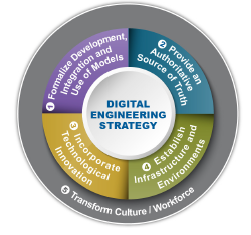 DIGITAL
ENGINEERING
STRATEGY
1 Formalize Development,
Integration and
Use of Models
2 Provide an
Authoritative
Source of Truth
3 Incorporate
Technological
Innovation
4 Establish
Infrastructure and
Environments
5 Transform Culture / Workforce